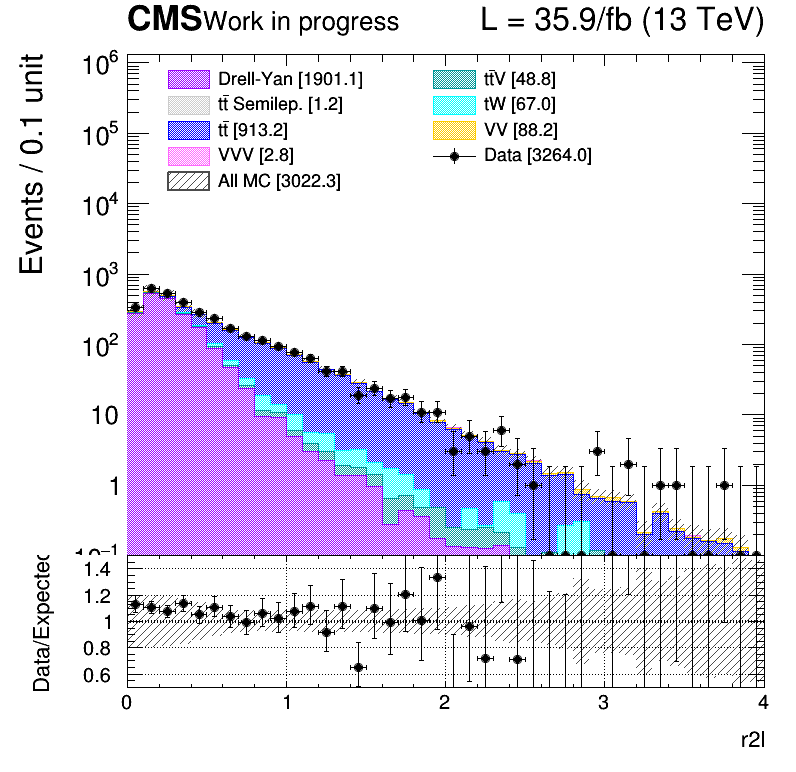 CMS Work in progress L = 35.9/fb (13 TeV)
Events / 0.1 unit
10⁶
10⁵
10⁴
10³
10²
10
1
10⁻¹
Drell-Yan [1901.1]
tt̄ Semilep. [1.2]
tt̄ [913.2]
VVV [2.8]
All MC [3022.3]
tt̄V [48.8]
tW [67.0]
VV [88.2]
Data [3264.0]
Data/Expected
1.4
1.2
1
0.8
0.6
0 1 2 3 4
r2l